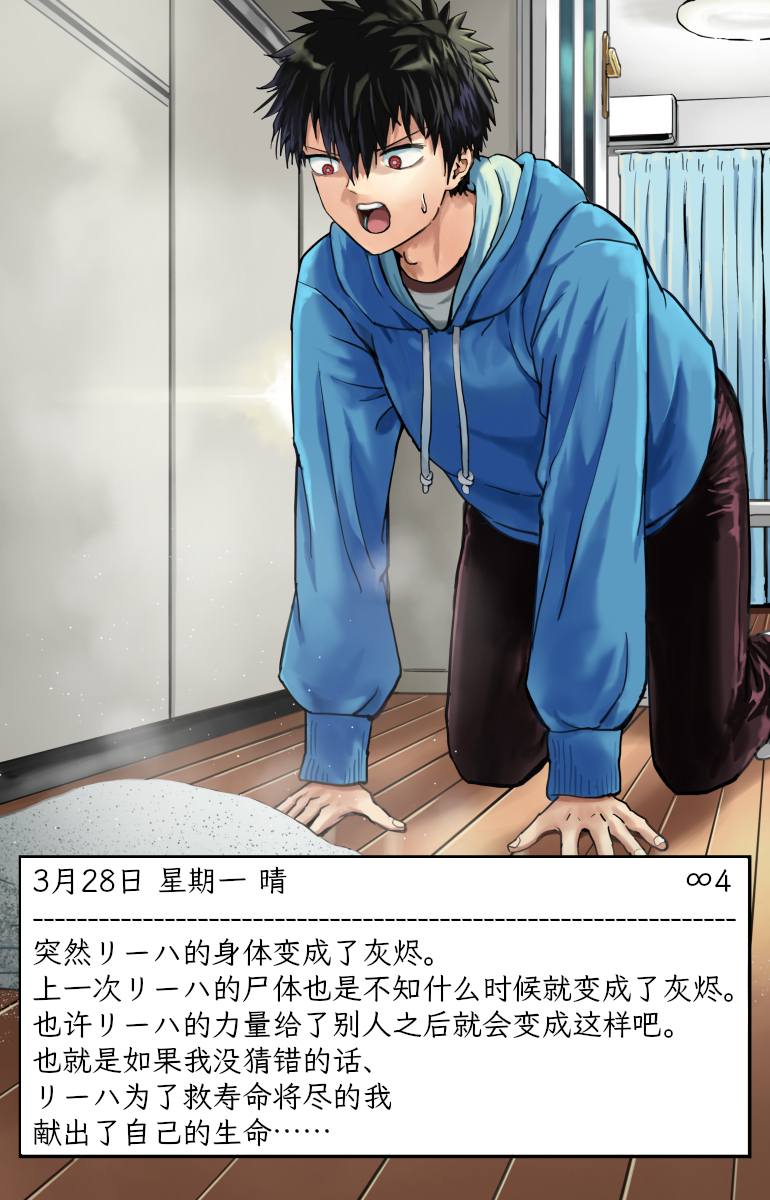 3月28日 星期一 晴 ∞4
突然リーハ的身体变成了灰烬。
上一次リーハ的尸体也是不知什么时候就变成了灰烬。
也许リーハ的力量给了别人之后就会变成这样吧。
也就是如果我没猜错的话、
リーハ为了救寿命将尽的我
献出了自己的生命……